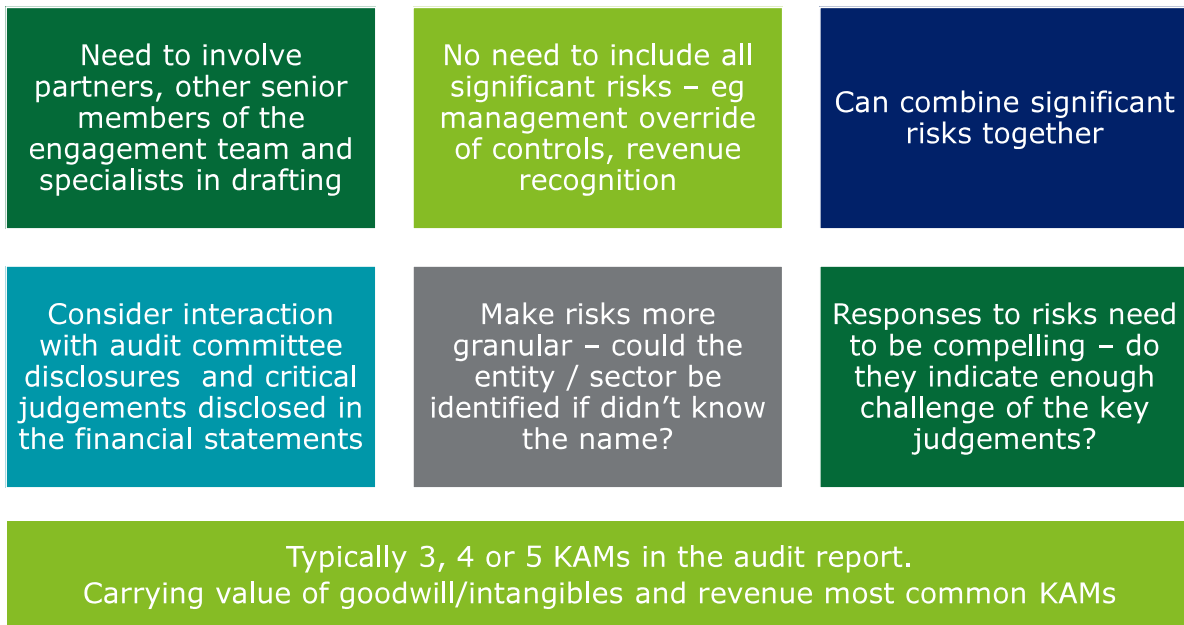 Need to involve
partners, other senior
members of the
engagement team and
specialists in drafting
No need to include all
significant risks – eg
management override
of controls, revenue
recognition
Can combine significant
risks together
Consider interaction
with audit committee
disclosures and critical
judgements disclosed in
the financial statements
Make risks more
granular – could the
entity / sector be
identified if didn't know
the name?
Responses to risks need
to be compelling – do
they indicate enough
challenge of the key
judgements?
Typically 3, 4 or 5 KAMs in the audit report.
Carrying value of goodwill/intangibles and revenue most common KAMs